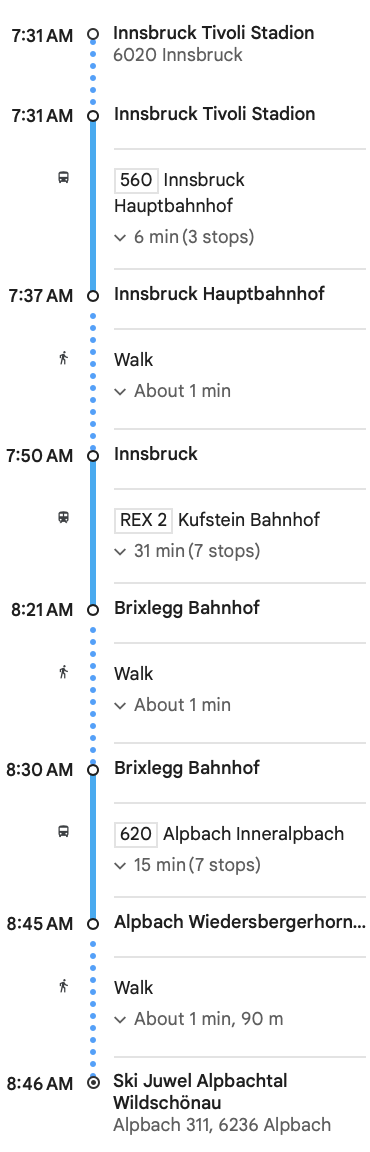 7:31 AM Innsbruck Tivoli Stadion
6020 Innsbruck
7:31 AM Innsbruck Tivoli Stadion
560 Innsbruck
Hauptbahnhof
6 min (3 stops)
7:37 AM Innsbruck Hauptbahnhof
Walk
About 1 min
7:50 AM Innsbruck
REX 2 Kufstein Bahnhof
31 min (7 stops)
8:21 AM Brixlegg Bahnhof
Walk
About 1 min
8:30 AM Brixlegg Bahnhof
620 Alpbach Inneralpbach
15 min (7 stops)
8:45 AM Alpbach Wiedersbergerhorn...
Walk
About 1 min, 90 m
8:46 AM Ski Juwel Alpbachtal
Wildschönau
Alpbach 311, 6236 Alpbach